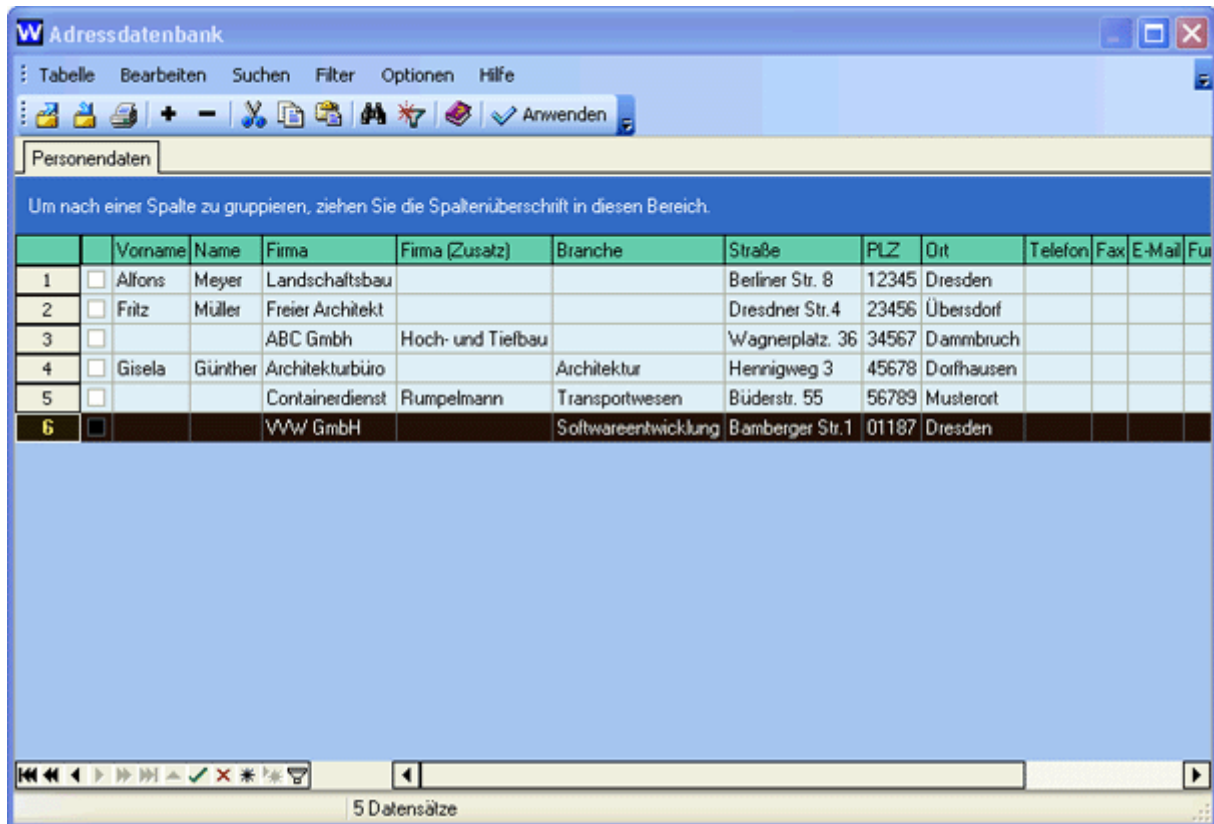 W Adressdatenbank
Tabelle Bearbeiten Suchen Filter Optionen Hilfe
Anwenden
Personendaten
Um nach einer Spalte zu gruppieren, ziehen Sie die Spaltenüberschrift in diesen Bereich.
Vorname Name Firma Firma (Zusatz) Branche Straße PLZ Ort Telefon Fax E-Mail Fun
1 Alfons Meyer Landschaftsbau Berliner Str. 8 12345 Dresden
2 Fritz Müller Freier Architekt Dresdner Str.4 23456 Übersdorf
3 ABC Gmbh Hoch- und Tiefbau Wagnerplatz. 36 34567 Dammbruch
4 Gisela Günther Architekturbüro Architektur Hennigweg 3 45678 Dorfhausen
5 Containerdienst Rumpelmann Transportwesen Büderstr. 55 56789 Musterort
6 WW GmbH Softwareentwicklung Bamberger Str.1 01187 Dresden
5 Datensätze